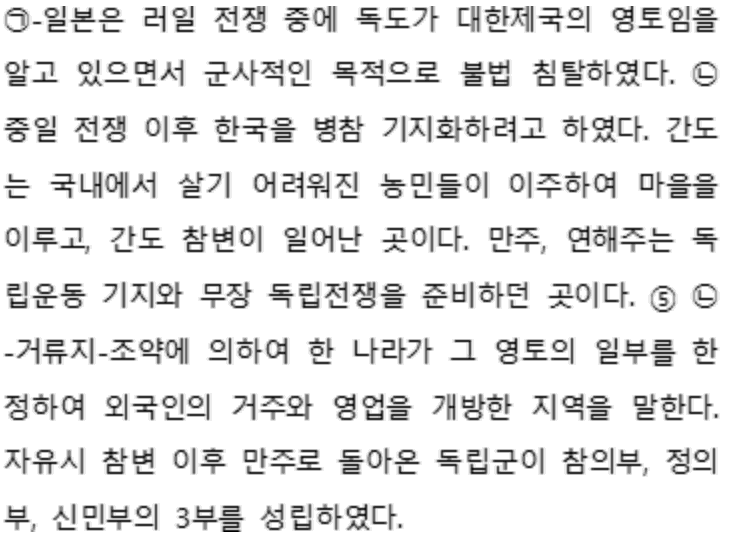 ㉠-일본은 러일 전쟁 중에 독도가 대한제국의 영토임을
알고 있으면서 군사적인 목적으로 불법 침탈하였다. ㉡
중일 전쟁 이후 한국을 병참 기지화하려고 하였다. 간도
는 국내에서 살기 어려워진 농민들이 이주하여 마을을
이루고, 간도 참변이 일어난 곳이다. 만주, 연해주는 독
립운동 기지와 무장 독립전쟁을 준비하던 곳이다. ⑤ ㉡
-거류지-조약에 의하여 한 나라가 그 영토의 일부를 한
정하여 외국인의 거주와 영업을 개방한 지역을 말한다.
자유시 참변 이후 만주로 돌아온 독립군이 참의부, 정의
부, 신민부의 3부를 성립하였다.